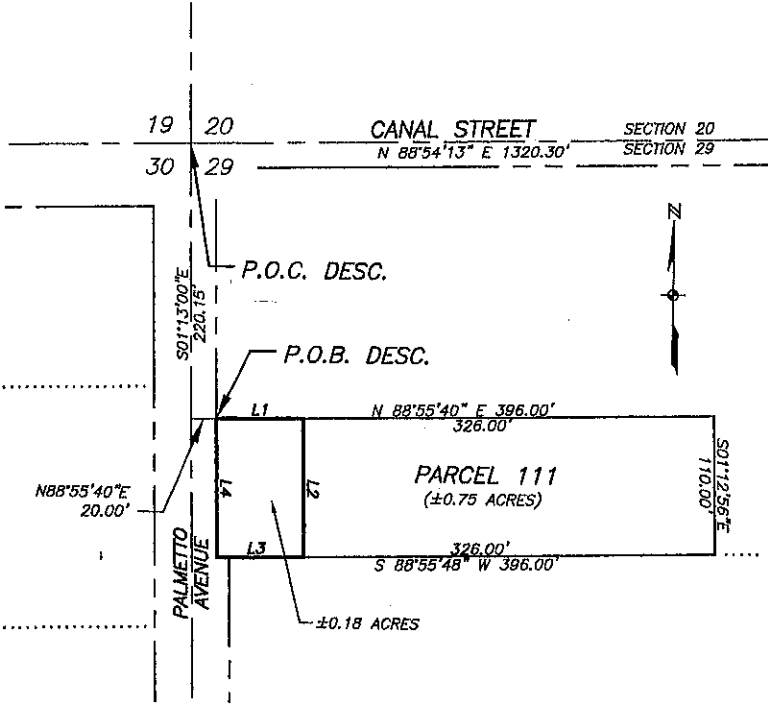 19 20
CANAL STREET
SECTION 20
N 88°54'13" E 1320.30'
SECTION 29
30 29
N
P.O.C. DESC.
S01°13'00"E
220.15'
P.O.B. DESC.
L1
N 88°55'40" E 396.00'
326.00'
N88°55'40"E
20.00'
L4
L2
PARCEL 111
(±0.75 ACRES)
S01°12'56"E
110.00'
L3
326.00'
S 88°55'48" W 396.00'
PALMETTO
AVENUE
±0.18 ACRES